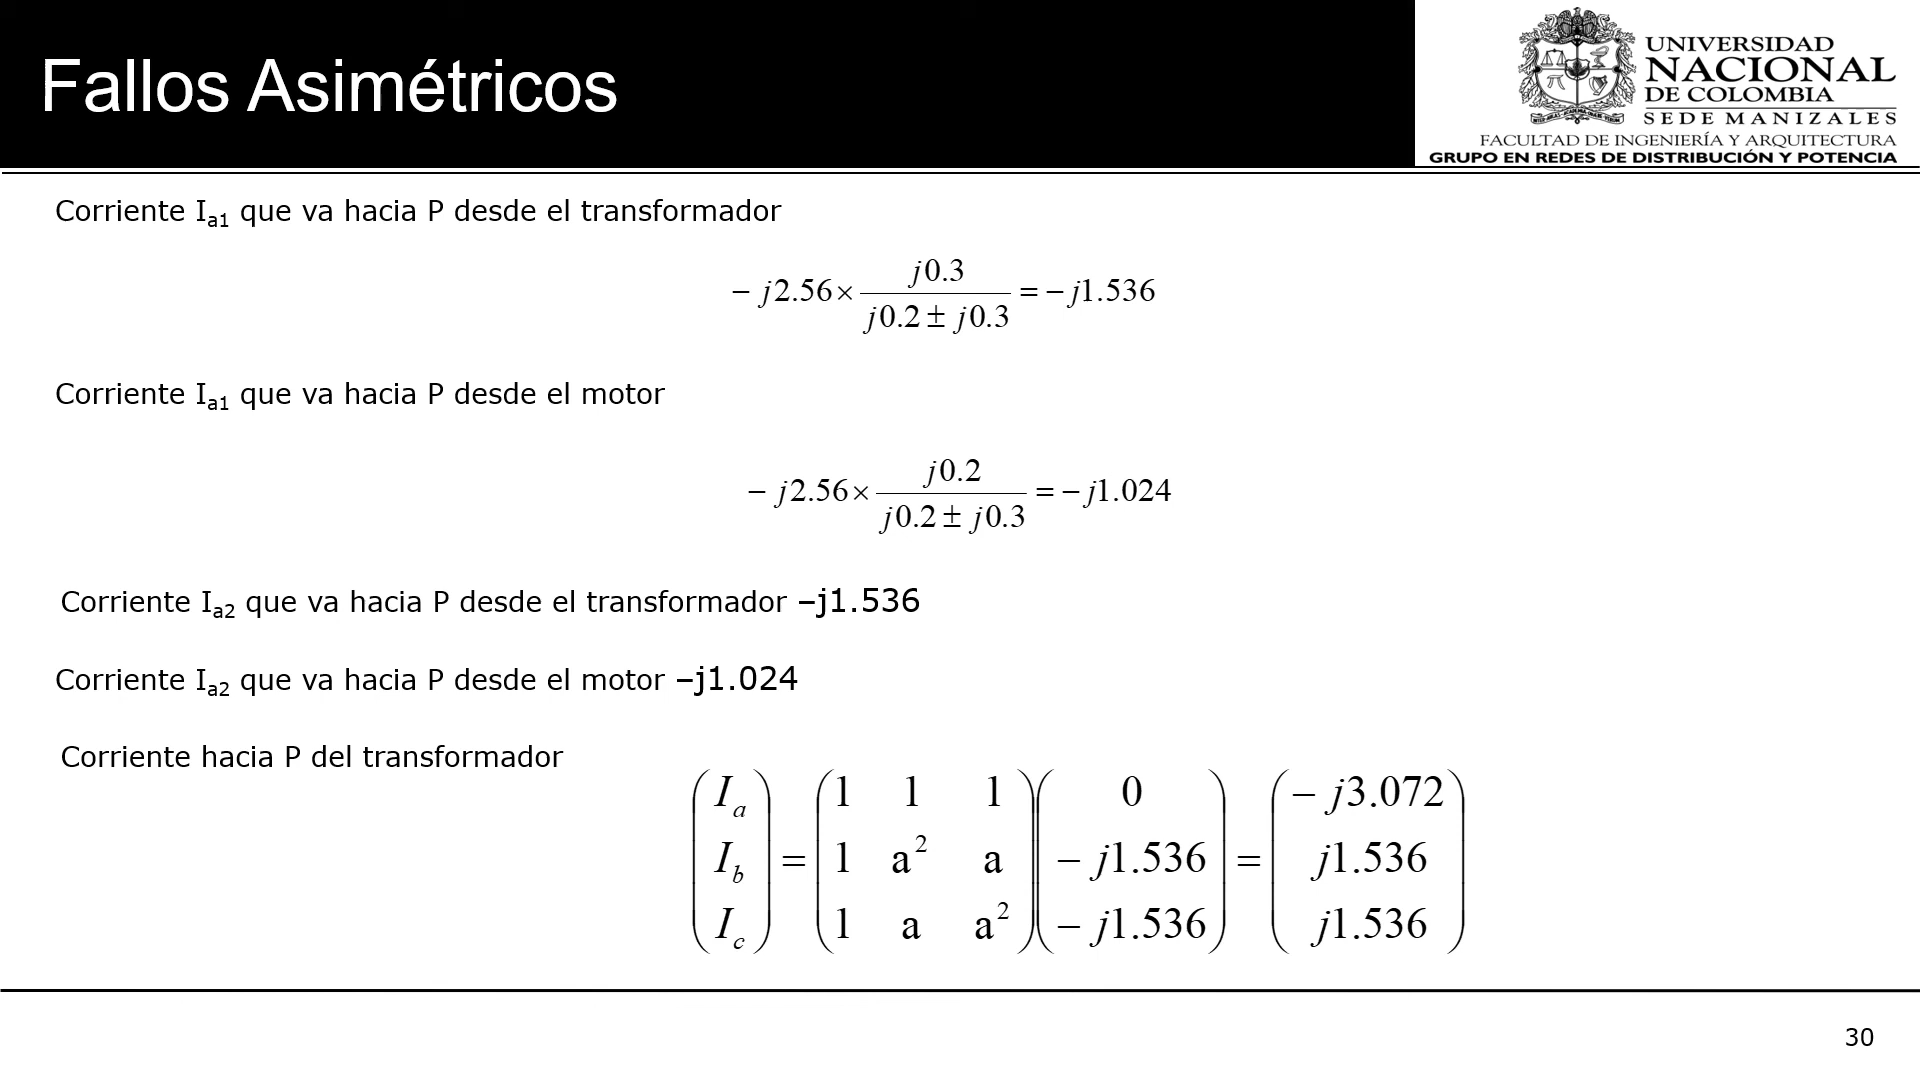 Fallos Asimétricos
UNIVERSIDAD
NACIONAL
DE COLOMBIA
SEDE MANIZALES
FACULTAD DE INGENIERÍA Y ARQUITECTURA
GRUPO EN REDES DE DISTRIBUCIÓN Y POTENCIA
Corriente I_a1 que va hacia P desde el transformador
− j2.56 × j0.3 / (j0.2 ± j0.3) = − j1.536
Corriente I_a1 que va hacia P desde el motor
− j2.56 × j0.2 / (j0.2 ± j0.3) = − j1.024
Corriente I_a2 que va hacia P desde el transformador –j1.536
Corriente I_a2 que va hacia P desde el motor –j1.024
Corriente hacia P del transformador
(I_a) = (1 1 1)(0) = (− j3.072)
(I_b) = (1 a² a)(− j1.536) = (j1.536)
(I_c) = (1 a a²)(− j1.536) = (j1.536)
30